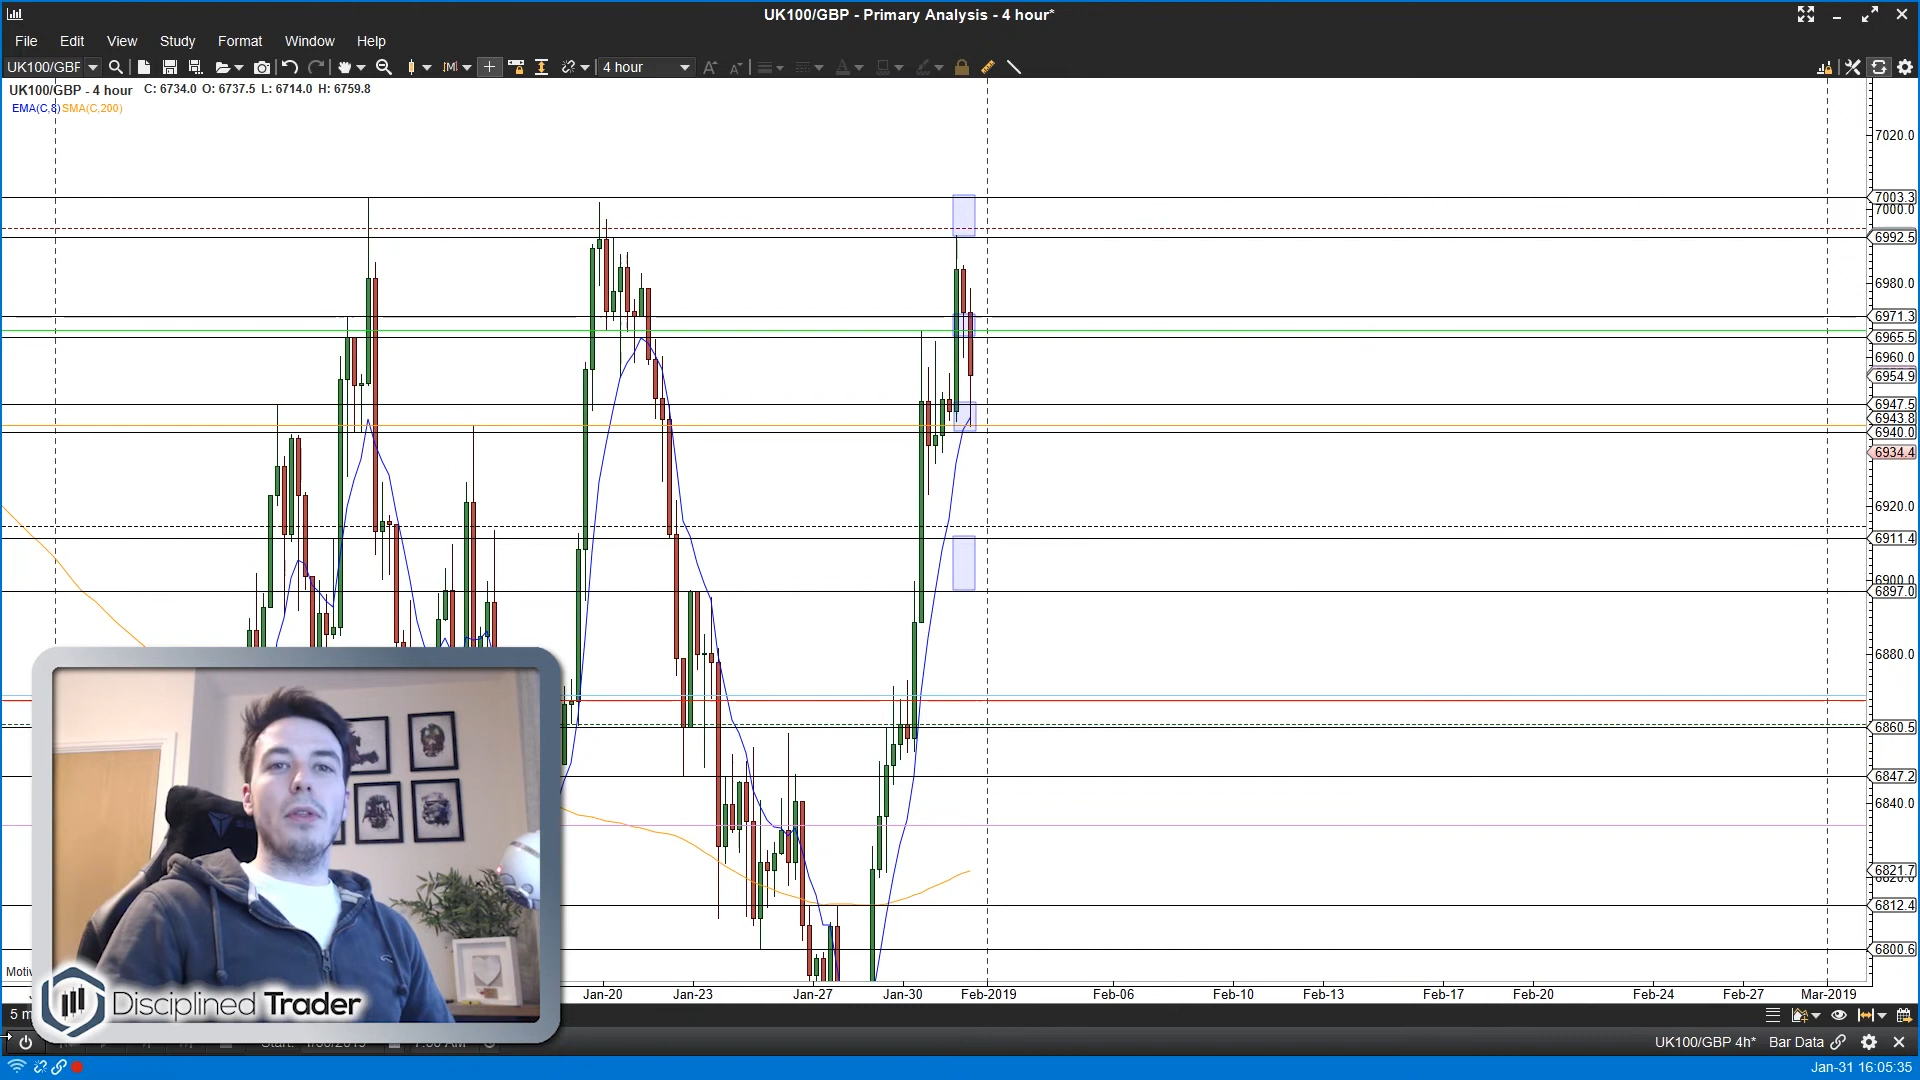 UK100/GBP - Primary Analysis - 4 hour*
File Edit View Study Format Window Help
UK100/GBP 4 hour
UK100/GBP - 4 hour C: 6734.0 O: 6737.5 L: 6714.0 H: 6759.8
EMA(C,8) SMA(C,200)
7020.0
7003.3
7000.0
6992.5
6980.0
6971.3
6965.5
6960.0
6954.9
6947.5
6943.8
6940.0
6934.4
6920.0
6911.4
6900.0
6897.0
6880.0
6860.5
6847.2
6840.0
6821.7
6812.4
6800.6
Jan-20 Jan-23 Jan-27 Jan-30 Feb-2019 Feb-06 Feb-10 Feb-13 Feb-17 Feb-20 Feb-24 Feb-27 Mar-2019
Disciplined Trader
UK100/GBP 4h* Bar Data
Jan-31 16:05:35